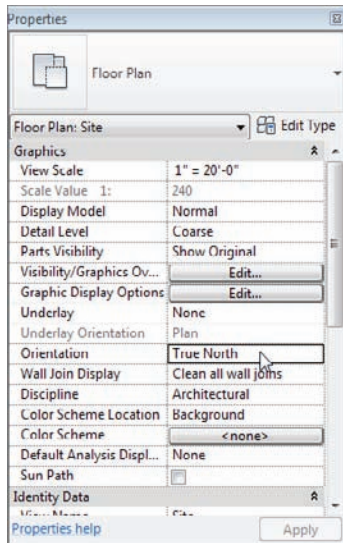 Properties
Floor Plan
Floor Plan: Site Edit Type
Graphics
View Scale 1" = 20'-0"
Scale Value 1: 240
Display Model Normal
Detail Level Coarse
Parts Visibility Show Original
Visibility/Graphics Ov... Edit...
Graphic Display Options Edit...
Underlay None
Underlay Orientation Plan
Orientation True North
Wall Join Display Clean all wall joins
Discipline Architectural
Color Scheme Location Background
Color Scheme <none>
Default Analysis Displ... None
Sun Path
Identity Data
View Name Site
Properties help Apply